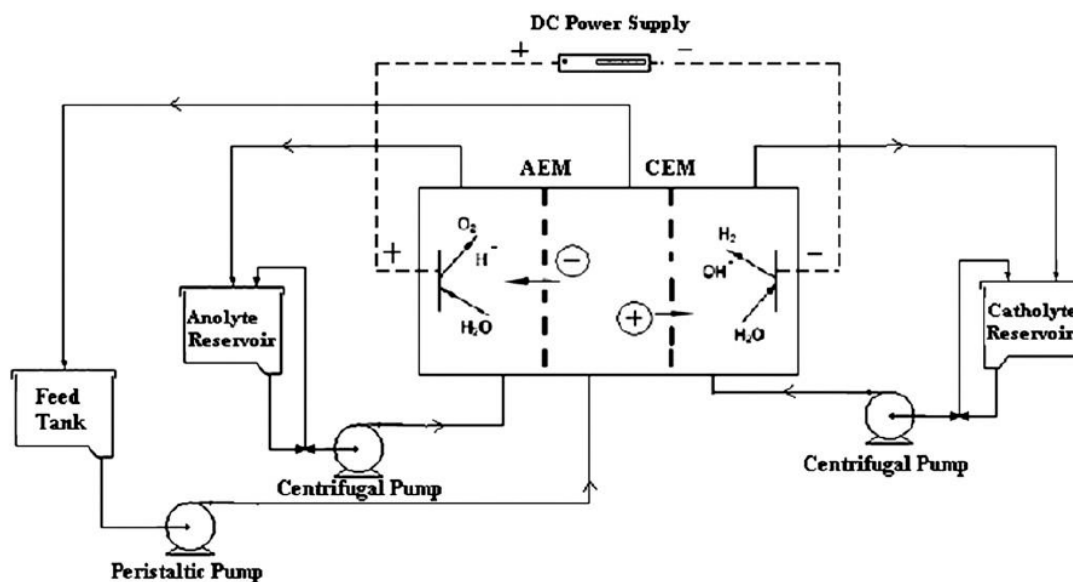 DC Power Supply
+
−
AEM
CEM
+
O₂
H⁻
−
H₂O
H₂
OH⁻
+
H₂O
−
Anolyte
Reservoir
Catholyte
Reservoir
Feed
Tank
Centrifugal Pump
Centrifugal Pump
Peristaltic Pump